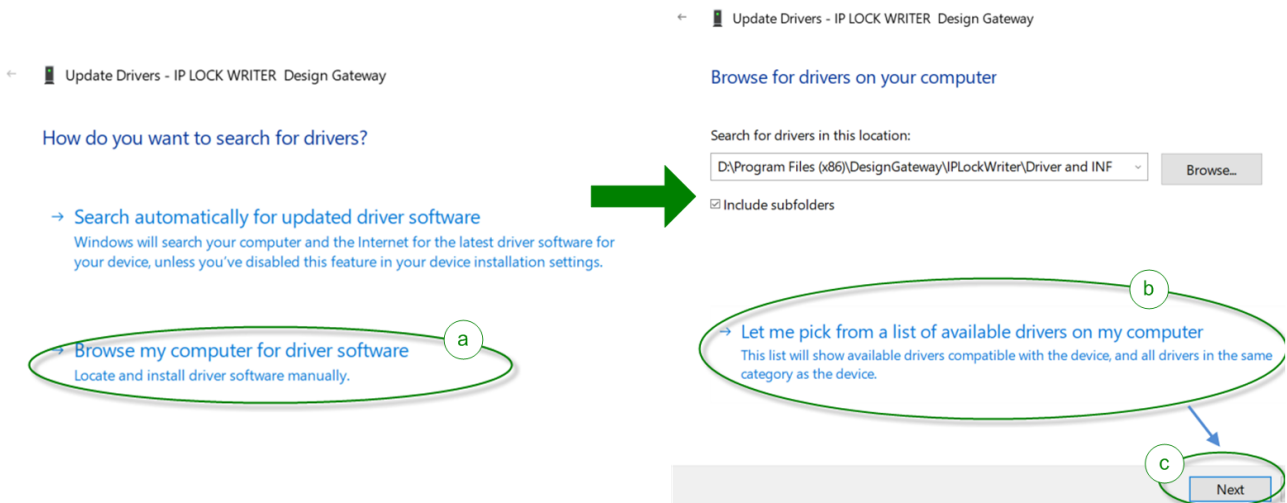 Update Drivers - IP LOCK WRITER Design Gateway
How do you want to search for drivers?
→ Search automatically for updated driver software
Windows will search your computer and the Internet for the latest driver software for
your device, unless you've disabled this feature in your device installation settings.
a
→ Browse my computer for driver software
Locate and install driver software manually.
Update Drivers - IP LOCK WRITER Design Gateway
Browse for drivers on your computer
Search for drivers in this location:
D:\Program Files (x86)\DesignGateway\IPLockWriter\Driver and INF
Browse...
Include subfolders
b
→ Let me pick from a list of available drivers on my computer
This list will show available drivers compatible with the device, and all drivers in the same
category as the device.
c
Next